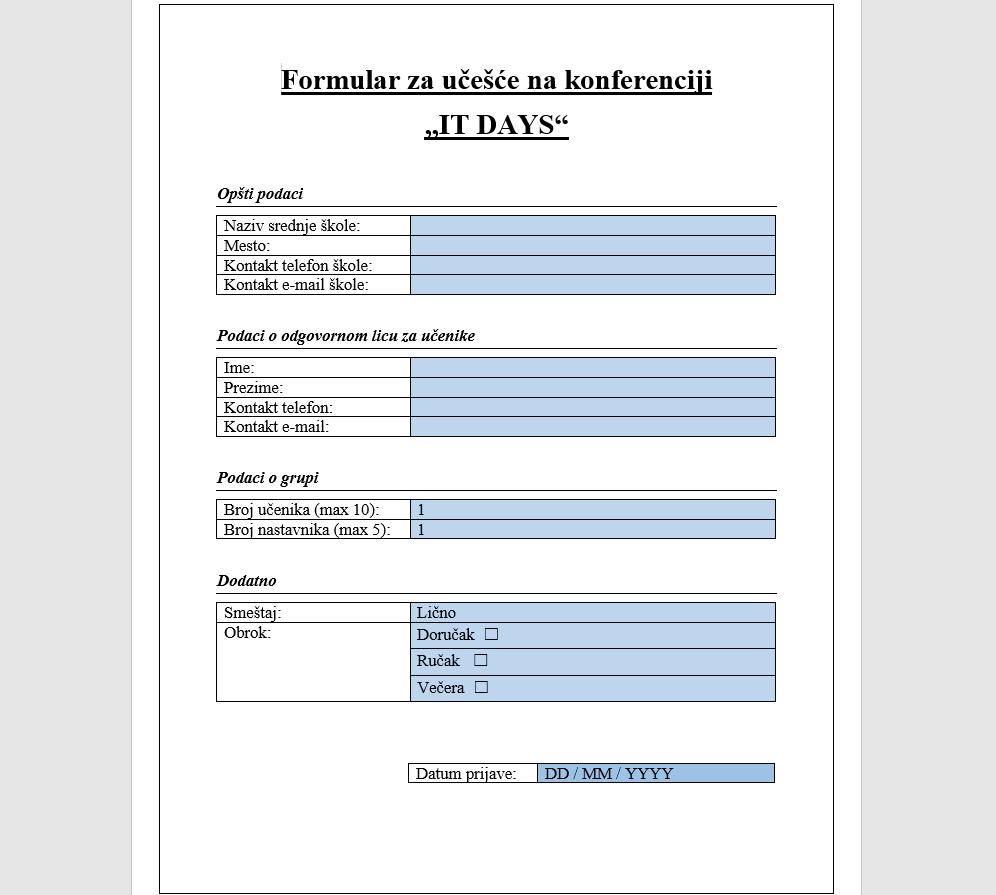 Formular za učešće na konferenciji
„IT DAYS“
Opšti podaci
Naziv srednje škole:
Mesto:
Kontakt telefon škole:
Kontakt e-mail škole:
Podaci o odgovornom licu za učenike
Ime:
Prezime:
Kontakt telefon:
Kontakt e-mail:
Podaci o grupi
Broj učenika (max 10): 1
Broj nastavnika (max 5): 1
Dodatno
Smeštaj: Lično
Obrok: Doručak ☐
Ručak ☐
Večera ☐
Datum prijave: DD / MM / YYYY